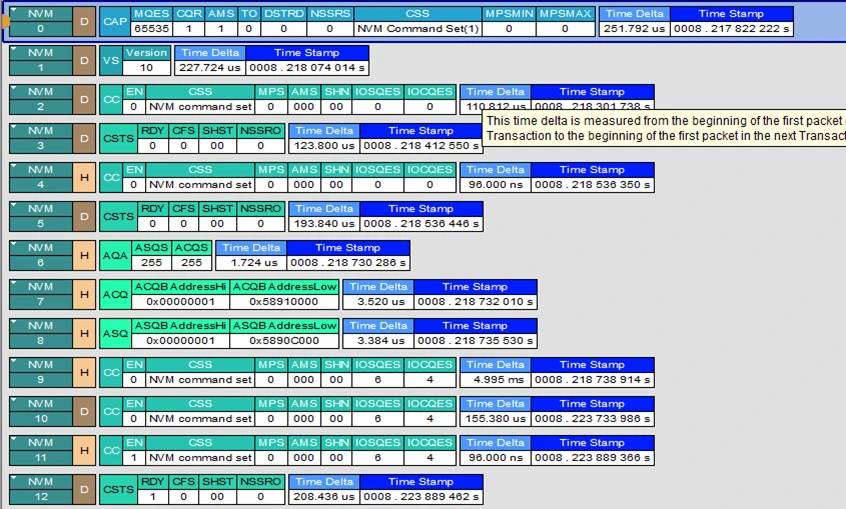 NVM D CAP MQES CQR AMS TO DSTRD NSSRS CSS MPSMIN MPSMAX Time Delta Time Stamp
0 65535 1 1 0 0 0 NVM Command Set(1) 0 0 251.792 us 0008 . 217 822 222 s
NVM D VS Version Time Delta Time Stamp
1 10 227.724 us 0008 . 218 074 014 s
NVM D CC EN CSS MPS AMS SHN IOSQES IOCQES Time Delta Time Stamp
2 0 NVM command set 0 000 00 0 0 110.812 us 0008 . 218 301 738 s
This time delta is measured from the beginning of the first packet
Transaction to the beginning of the first packet in the next Transact
NVM D CSTS RDY CFS SHST NSSRO Time Delta Time Stamp
3 0 0 00 0 123.800 us 0008 . 218 412 550 s
NVM H CC EN CSS MPS AMS SHN IOSQES IOCQES Time Delta Time Stamp
4 0 NVM command set 0 000 00 0 0 96.000 ns 0008 . 218 536 350 s
NVM D CSTS RDY CFS SHST NSSRO Time Delta Time Stamp
5 0 0 00 0 193.840 us 0008 . 218 536 446 s
NVM H AQA ASQS ACQS Time Delta Time Stamp
6 255 255 1.724 us 0008 . 218 730 286 s
NVM H ACQ ACQB AddressHi ACQB AddressLow Time Delta Time Stamp
7 0x00000001 0x58910000 3.520 us 0008 . 218 732 010 s
NVM H ASQ ASQB AddressHi ASQB AddressLow Time Delta Time Stamp
8 0x00000001 0x5890C000 3.384 us 0008 . 218 735 530 s
NVM H CC EN CSS MPS AMS SHN IOSQES IOCQES Time Delta Time Stamp
9 0 NVM command set 0 000 00 6 4 4.995 ms 0008 . 218 738 914 s
NVM D CC EN CSS MPS AMS SHN IOSQES IOCQES Time Delta Time Stamp
10 0 NVM command set 0 000 00 6 4 155.380 us 0008 . 223 733 986 s
NVM H CC EN CSS MPS AMS SHN IOSQES IOCQES Time Delta Time Stamp
11 1 NVM command set 0 000 00 6 4 96.000 ns 0008 . 223 889 366 s
NVM D CSTS RDY CFS SHST NSSRO Time Delta Time Stamp
12 1 0 00 0 208.436 us 0008 . 223 889 462 s